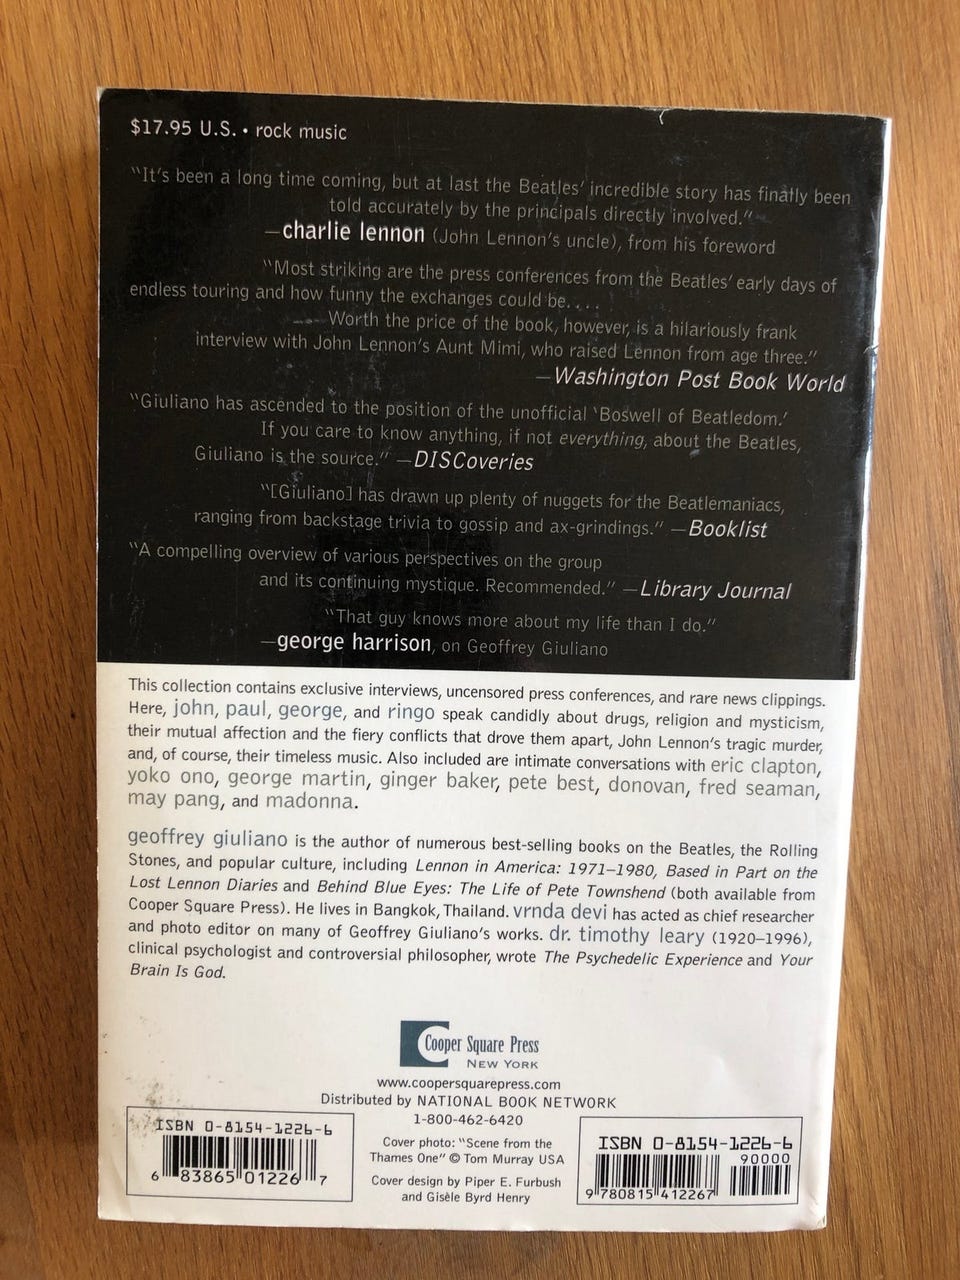 $17.95 U.S. • rock music
“It's been a long time coming, but at last the Beatles' incredible story has finally been
told accurately by the principals directly involved.”
—charlie lennon (John Lennon's uncle), from his foreword
“Most striking are the press conferences from the Beatles' early days of
endless touring and how funny the exchanges could be....
Worth the price of the book, however, is a hilariously frank
interview with John Lennon's Aunt Mimi, who raised Lennon from age three.”
—Washington Post Book World
“Giuliano has ascended to the position of the unofficial ‘Boswell of Beatledom.’
If you care to know anything, if not everything, about the Beatles,
Giuliano is the source.” —DISCoveries
“[Giuliano] has drawn up plenty of nuggets for the Beatlemaniacs,
ranging from backstage trivia to gossip and ax-grindings.” —Booklist
“A compelling overview of various perspectives on the group
and its continuing mystique. Recommended.” —Library Journal
“That guy knows more about my life than I do.”
—george harrison, on Geoffrey Giuliano
This collection contains exclusive interviews, uncensored press conferences, and rare news clippings.
Here, john, paul, george, and ringo speak candidly about drugs, religion and mysticism,
their mutual affection and the fiery conflicts that drove them apart, John Lennon's tragic murder,
and, of course, their timeless music. Also included are intimate conversations with eric clapton,
yoko ono, george martin, ginger baker, pete best, donovan, fred seaman,
may pang, and madonna.
geoffrey giuliano is the author of numerous best-selling books on the Beatles, the Rolling
Stones, and popular culture, including Lennon in America: 1971–1980, Based in Part on the
Lost Lennon Diaries and Behind Blue Eyes: The Life of Pete Townshend (both available from
Cooper Square Press). He lives in Bangkok, Thailand. vrnda devi has acted as chief researcher
and photo editor on many of Geoffrey Giuliano's works. dr. timothy leary (1920–1996),
clinical psychologist and controversial philosopher, wrote The Psychedelic Experience and Your
Brain Is God.
Cooper Square Press
NEW YORK
www.coopersquarepress.com
Distributed by NATIONAL BOOK NETWORK
1-800-462-6420
Cover photo: “Scene from the
Thames One” © Tom Murray USA
Cover design by Piper E. Furbush
and Gisèle Byrd Henry
ISBN 0-8154-1226-6
6 83865 01226 7
ISBN 0-8154-1226-6
90000
9 780815 412267